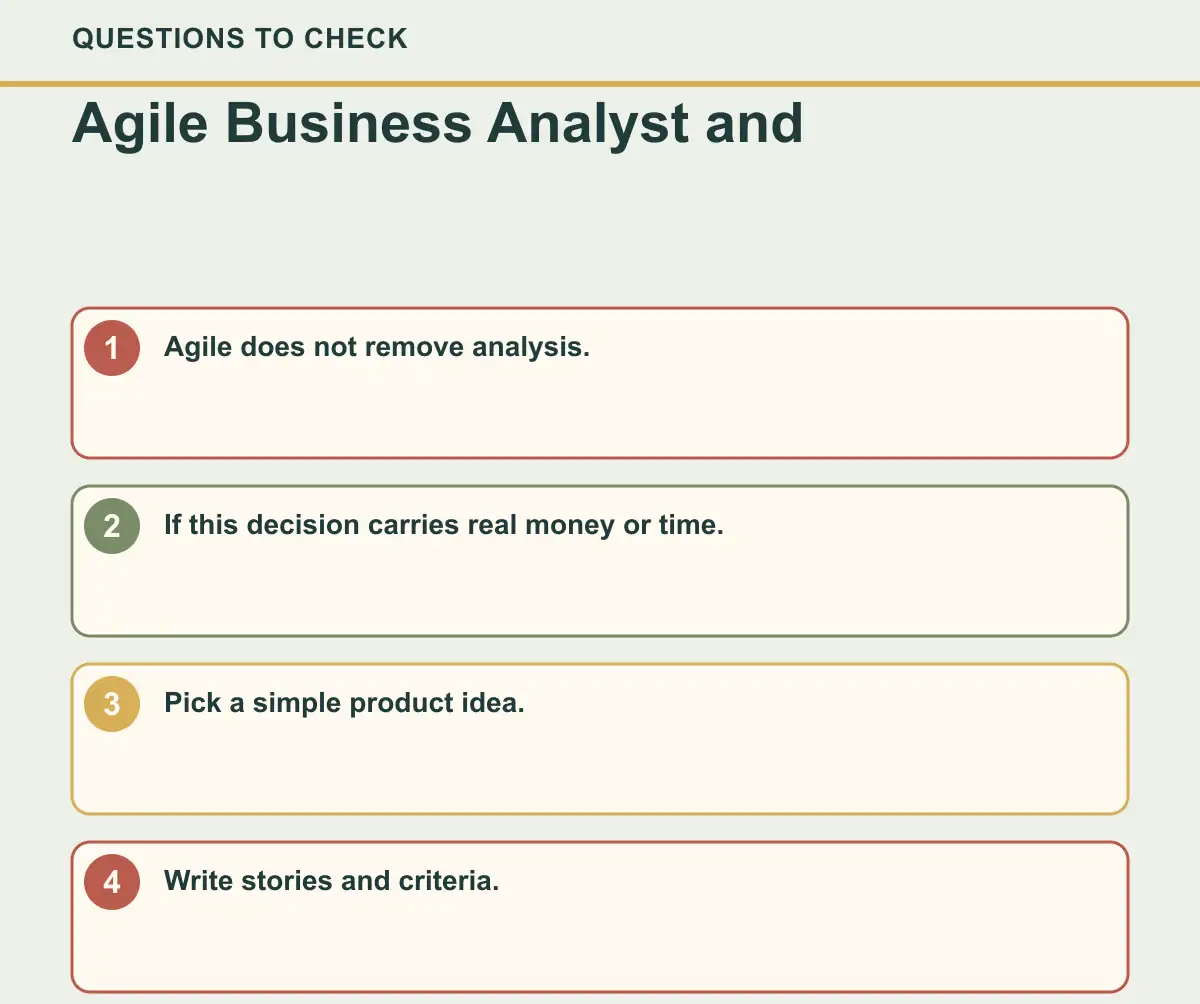 QUESTIONS TO CHECK
Agile Business Analyst and
1 Agile does not remove analysis.
2 If this decision carries real money or time.
3 Pick a simple product idea.
4 Write stories and criteria.